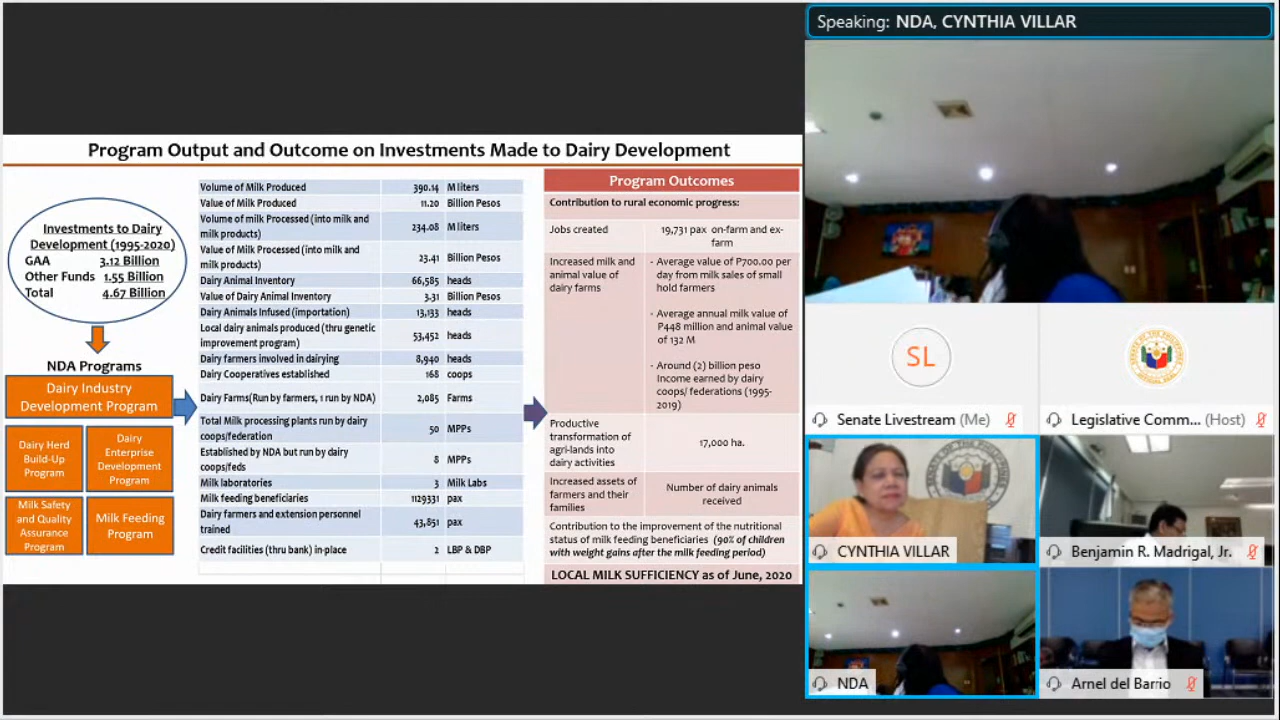 Speaking: NDA, CYNTHIA VILLAR
Program Output and Outcome on Investments Made to Dairy Development
Investments to Dairy
Development (1995-2020)
GAA 3.12 Billion
Other Funds 1.55 Billion
Total 4.67 Billion
NDA Programs
Dairy Industry
Development Program
Dairy Herd
Build-Up
Program
Dairy
Enterprise
Development
Program
Milk Safety
and Quality
Assurance
Program
Milk Feeding
Program
Volume of Milk Produced 390.14 M liters
Value of Milk Produced 11.20 Billion Pesos
Volume of milk Processed (into milk and
milk products) 234.08 M liters
Value of Milk Processed (into milk and
milk products) 23.41 Billion Pesos
Dairy Animal Inventory 66,585 heads
Value of Dairy Animal Inventory 3.31 Billion Pesos
Dairy Animals Infused (importation) 13,133 heads
Local dairy animals produced (thru genetic
improvement program) 53,452 heads
Dairy farmers involved in dairying 8,940 heads
Dairy Cooperatives established 168 coops
Dairy Farms(Run by farmers, 1 run by NDA) 2,085 Farms
Total Milk processing plants run by dairy
coops/federation 50 MPPs
Established by NDA but run by dairy
coops/feds 8 MPPs
Milk laboratories 3 Milk Labs
Milk feeding beneficiaries 1129331 pax
Dairy farmers and extension personnel
trained 43,851 pax
Credit facilities (thru bank) in-place 2 LBP & DBP
Program Outcomes
Contribution to rural economic progress:
Jobs created 19,731 pax on-farm and ex-
farm
Increased milk and
animal value of
dairy farms
- Average value of P700.00 per
day from milk sales of small
hold farmers
- Average annual milk value of
P448 million and animal value
of 132 M
- Around (2) billion peso
Income earned by dairy
coops/ federations (1995-
2019)
Productive
transformation of
agri-lands into
dairy activities
17,000 ha.
Increased assets of
farmers and their
families
Number of dairy animals
received
Contribution to the improvement of the nutritional
status of milk feeding beneficiaries (90% of children
with weight gains after the milk feeding period)
LOCAL MILK SUFFICIENCY as of June, 2020
SL
Senate Livestream (Me)
Legislative Comm... (Host)
CYNTHIA VILLAR
Benjamin R. Madrigal, Jr.
NDA
Arnel del Barrio